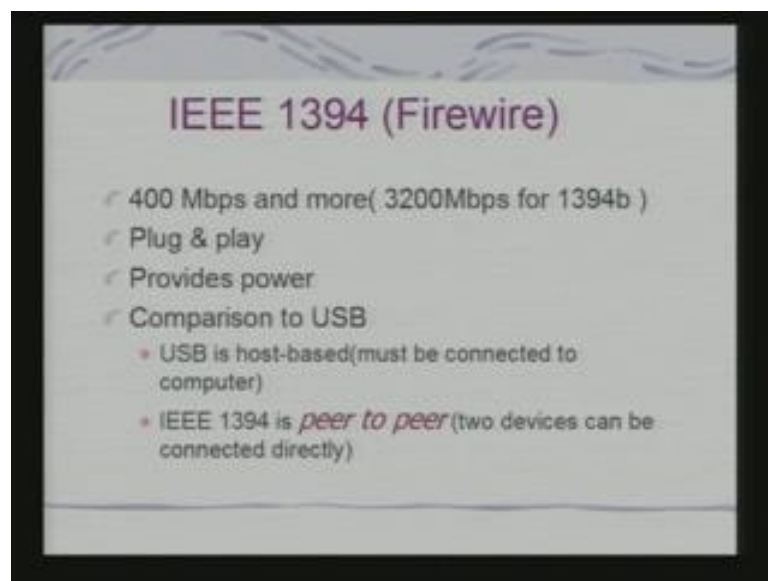 IEEE 1394 (Firewire)
400 Mbps and more( 3200Mbps for 1394b )
Plug & play
Provides power
Comparison to USB
USB is host-based(must be connected to
computer)
IEEE 1394 is peer to peer (two devices can be
connected directly)